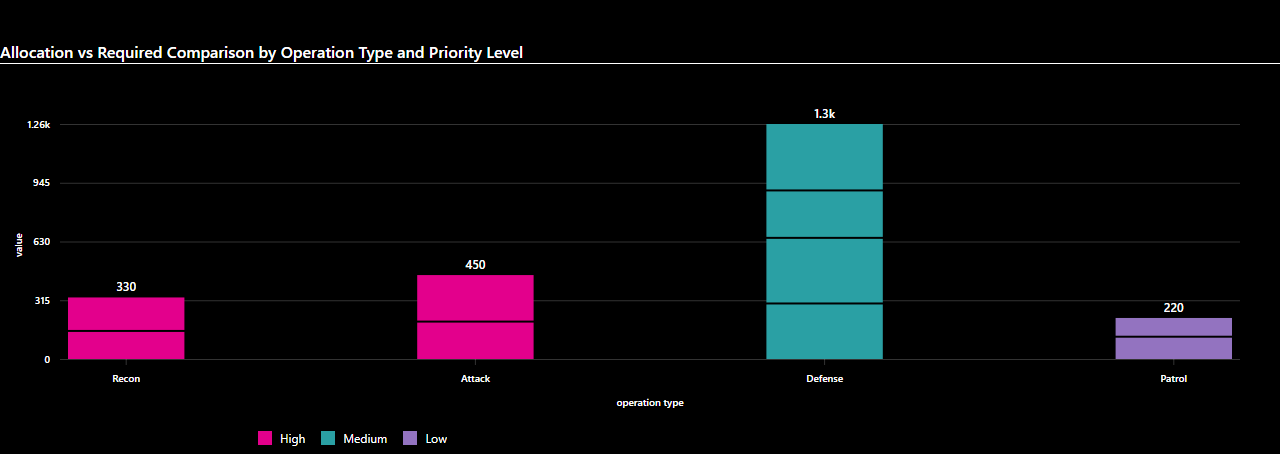 Allocation vs Required Comparison by Operation Type and Priority Level
1.3k
1.26k
945
630
value
450
330
315
220
0
Recon Attack Defense Patrol
operation type
High Medium Low